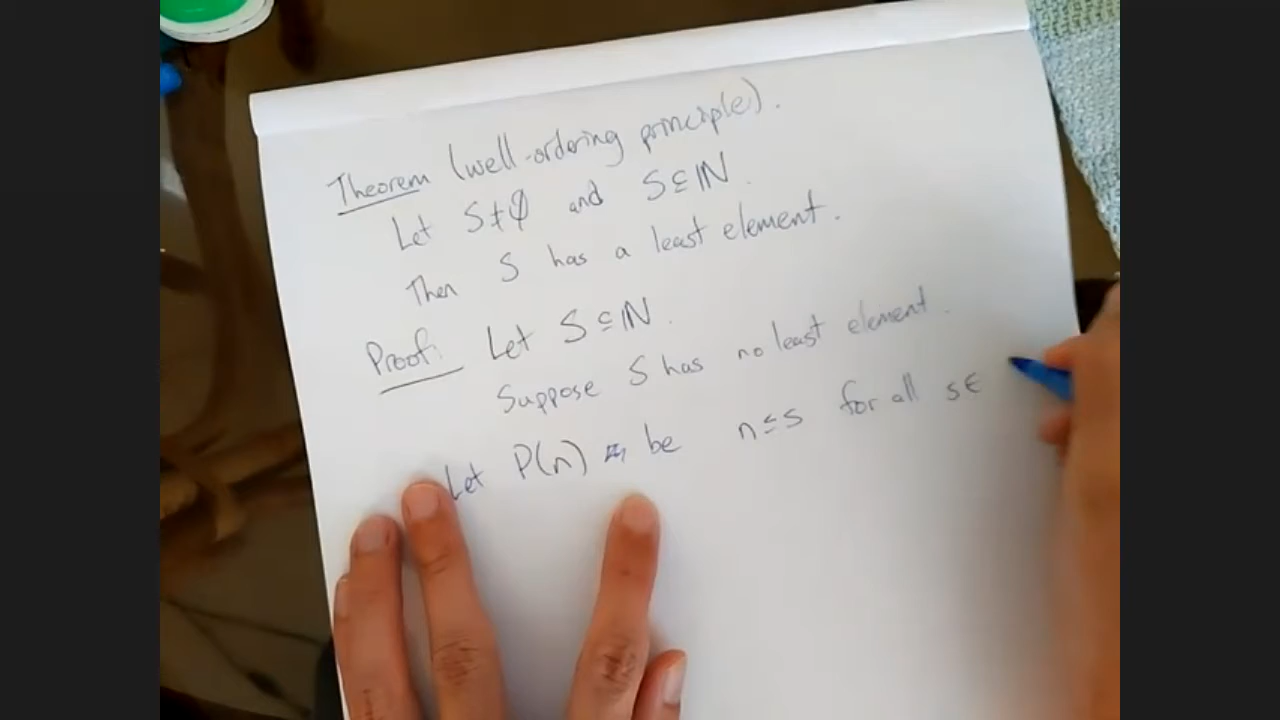 Theorem (well-ordering principle).
Let S≠∅ and S⊆ℕ.
Then S has a least element.
Proof: Let S⊆ℕ.
Suppose S has no least element.
Let P(n) be n≤s for all s∈